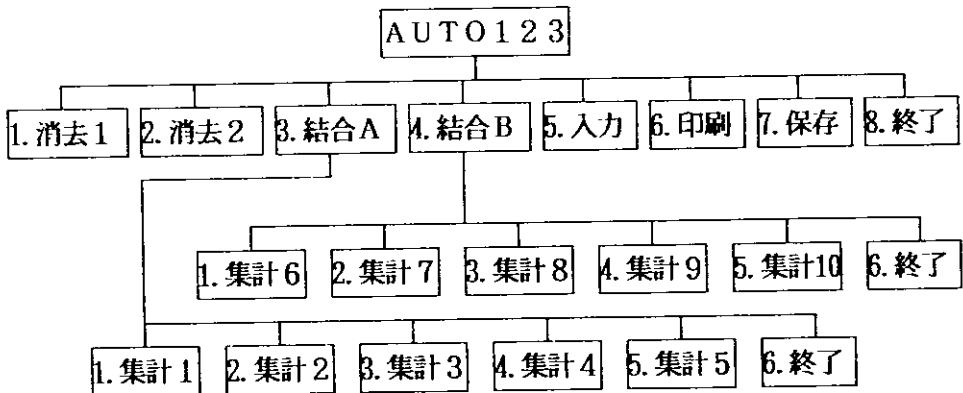 AUTO123
1.消去1 2.消去2 3.結合A 4.結合B 5.入力 6.印刷 7.保存 8.終了
1.集計6 2.集計7 3.集計8 4.集計9 5.集計10 6.終了
1.集計1 2.集計2 3.集計3 4.集計4 5.集計5 6.終了